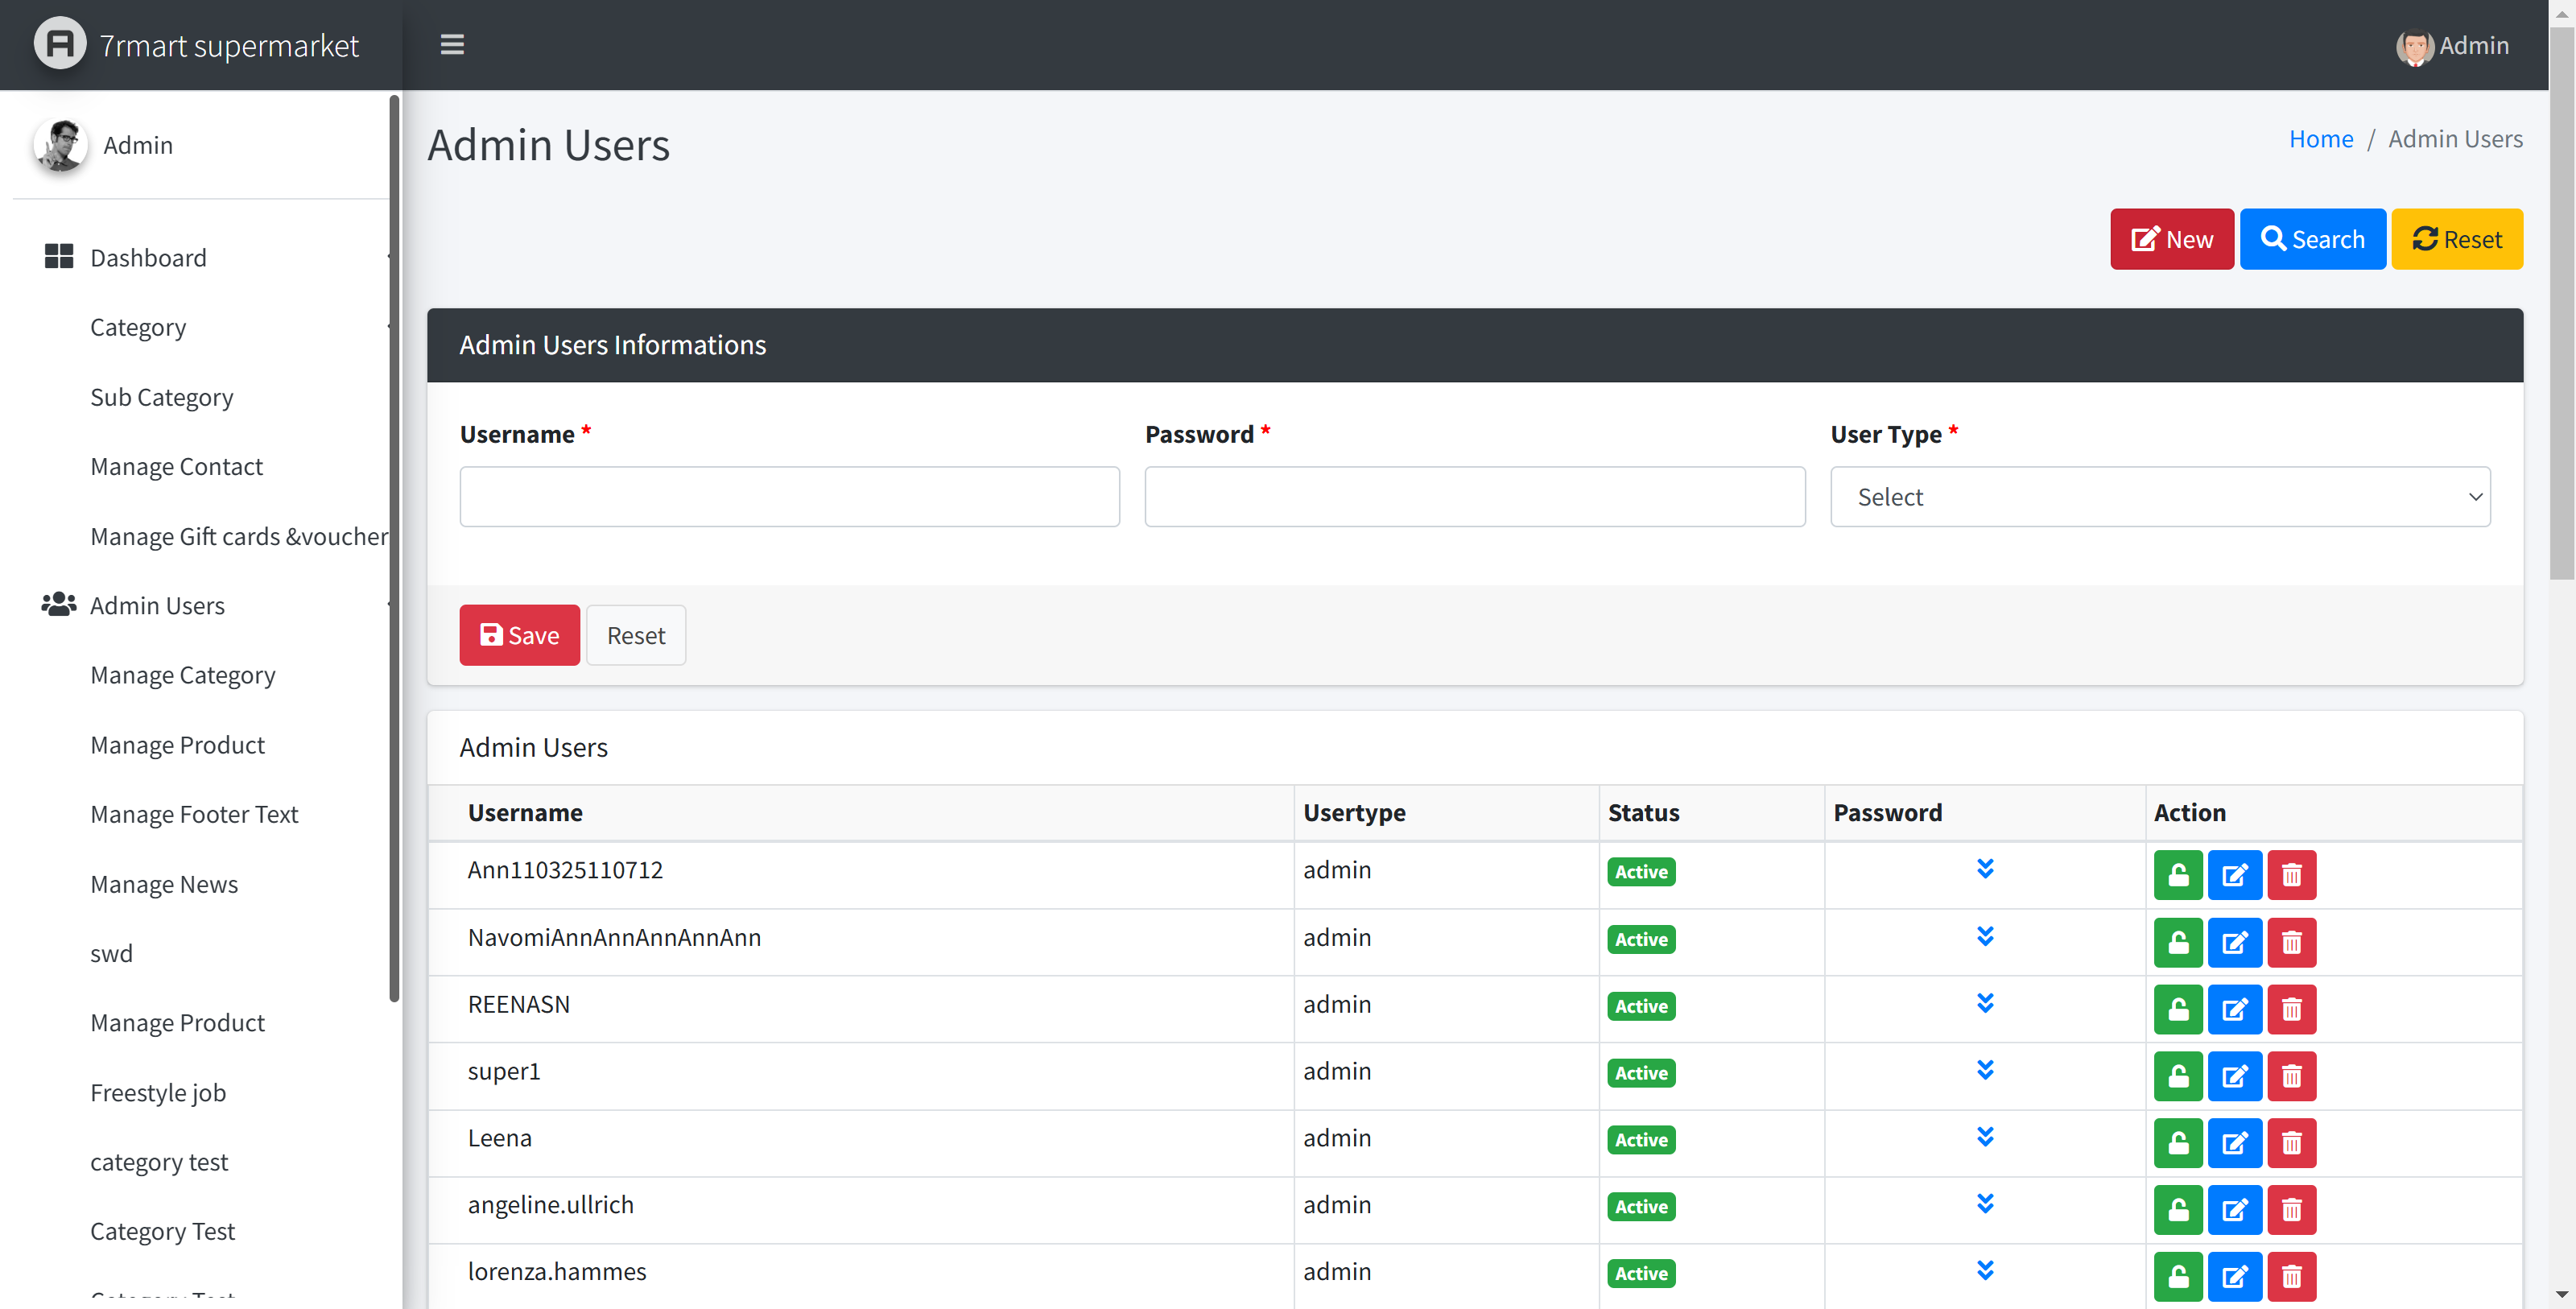 7rmart supermarket
Admin
Admin
Dashboard
Category
Sub Category
Manage Contact
Manage Gift cards &voucher
Admin Users
Manage Category
Manage Product
Manage Footer Text
Manage News
swd
Manage Product
Freestyle job
category test
Category Test
Category Test
Admin Users
Home / Admin Users
New Search Reset
Admin Users Informations
Username * Password * User Type *
Select
Save Reset
Admin Users
Username Usertype Status Password Action
Ann110325110712 admin Active
NavomiAnnAnnAnnAnnAnn admin Active
REENASN admin Active
super1 admin Active
Leena admin Active
angeline.ullrich admin Active
lorenza.hammes admin Active